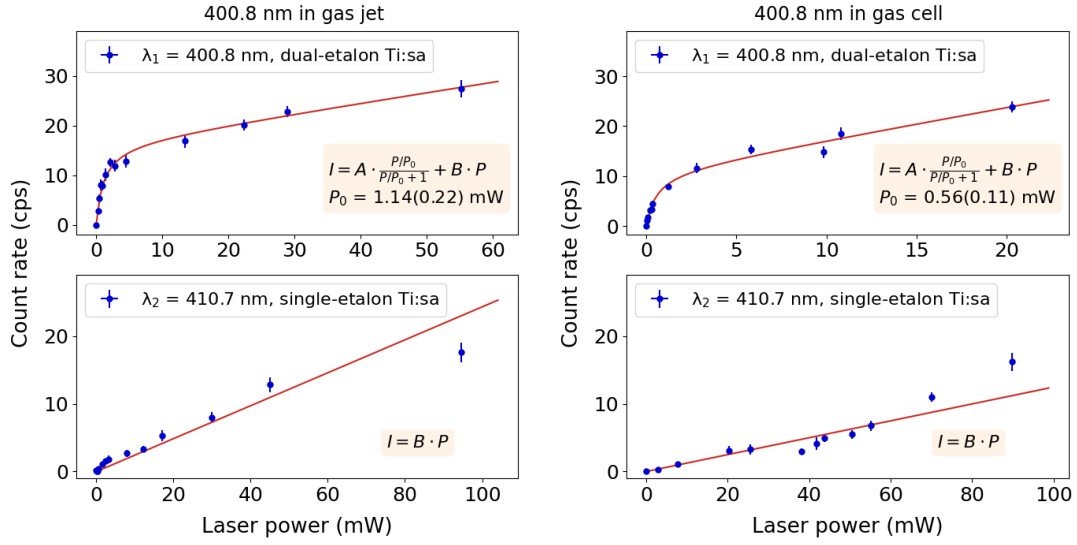 400.8 nm in gas jet
400.8 nm in gas cell
Count rate (cps)
30
20
10
0
λ₁ = 400.8 nm, dual-etalon Ti:sa
I = A · (P/P₀)/(P/P₀ + 1) + B · P
P₀ = 1.14(0.22) mW
0 10 20 30 40 50 60
Count rate (cps)
30
20
10
0
λ₁ = 400.8 nm, dual-etalon Ti:sa
I = A · (P/P₀)/(P/P₀ + 1) + B · P
P₀ = 0.56(0.11) mW
0 5 10 15 20
20
10
0
λ₂ = 410.7 nm, single-etalon Ti:sa
I = B · P
0 20 40 60 80 100
Laser power (mW)
20
10
0
λ₂ = 410.7 nm, single-etalon Ti:sa
I = B · P
0 20 40 60 80 100
Laser power (mW)